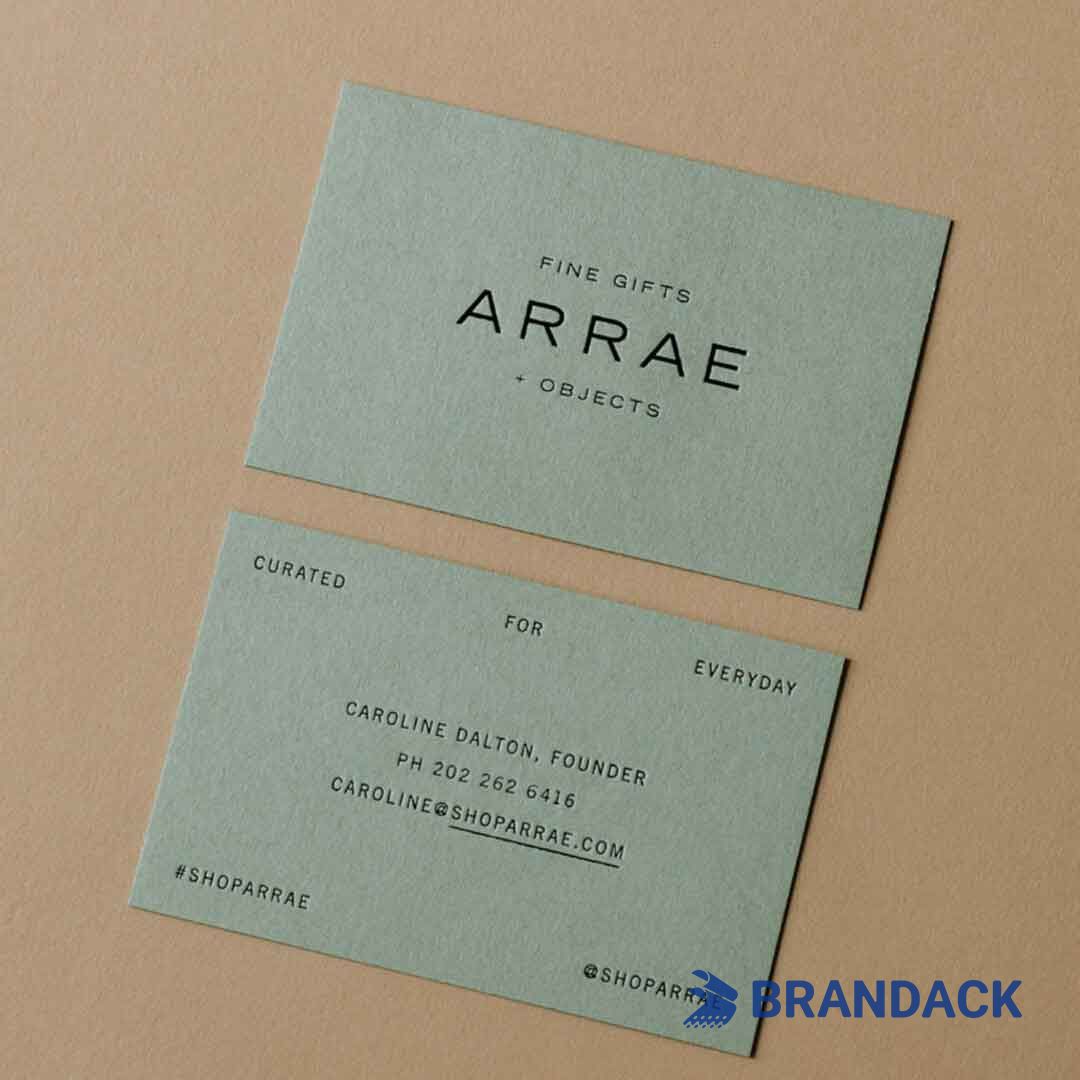 FINE GIFTS
ARRAE
+ OBJECTS
CURATED
FOR
EVERYDAY
CAROLINE DALTON, FOUNDER
PH 202 262 6416
CAROLINE@SHOPARRAE.COM
#SHOPARRAE
@SHOPARRAE
BRANDACK